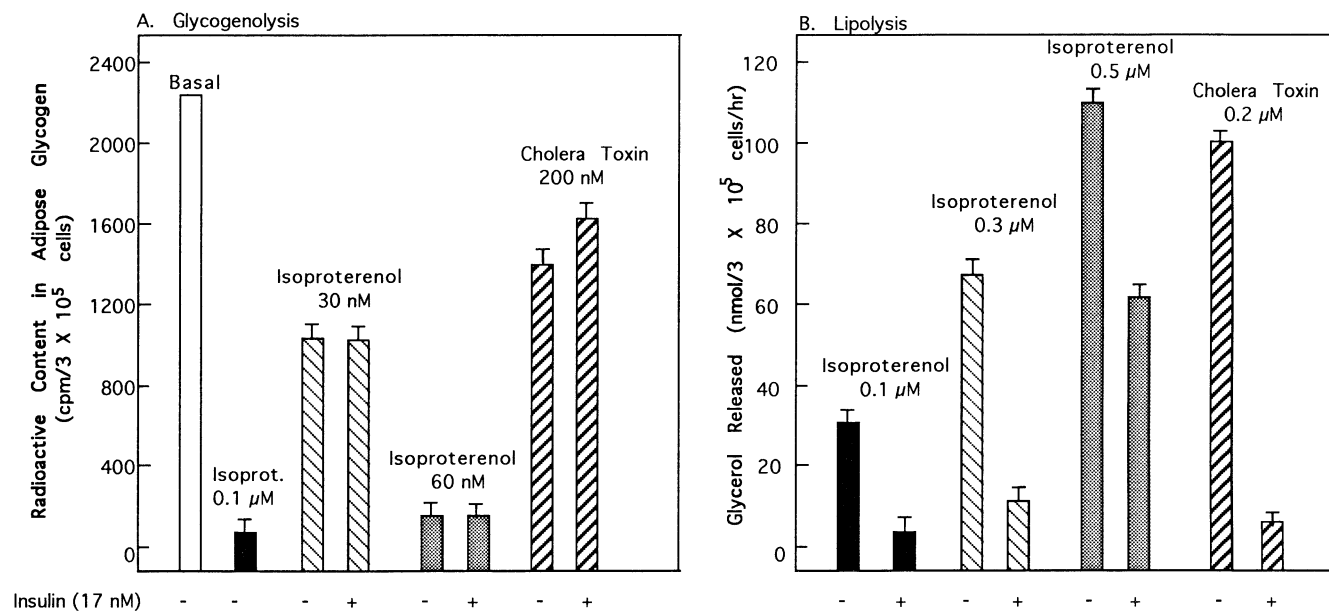 A. Glycogenolysis
Radioactive Content in Adipose Glycogen
(cpm/3 X 10⁵ cells)
2400
2000
1600
1200
800
400
0
Basal
Isoprot.
0.1 µM
Isoproterenol
30 nM
Isoproterenol
60 nM
Cholera Toxin
200 nM
Insulin (17 nM) - - - + - + - +
B. Lipolysis
Glycerol Released (nmol/3 X 10⁵ cells/hr)
120
100
80
60
40
20
0
Isoproterenol
0.1 µM
Isoproterenol
0.3 µM
Isoproterenol
0.5 µM
Cholera Toxin
0.2 µM
- + - + - + - +